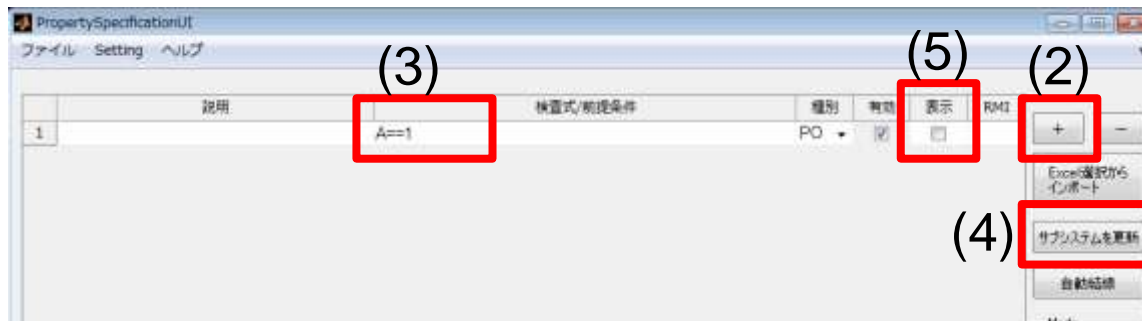 PropertySpecificationUI
ファイル Setting ヘルプ
(3)
(5)
(2)
説明 検査式/前提条件 種別 有効 表示 RMI
1 A==1 PO
+ -
Excel選択から
インポート
(4)
サブシステムを更新
自動結線